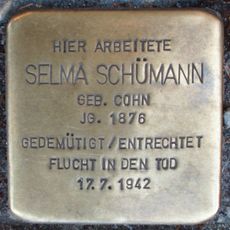 HIER ARBEITETE
SELMA SCHÜMANN
GEB. COHN
JG. 1876
GEDEMÜTIGT/ENTRECHTET
FLUCHT IN DEN TOD
17.7.1942